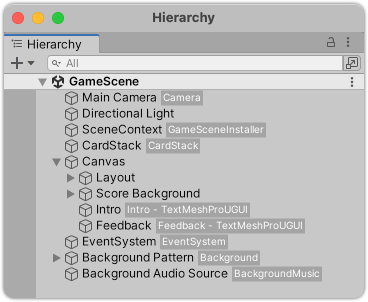 Hierarchy
Hierarchy
All
GameScene
Main Camera Camera
Directional Light
SceneContext GameSceneInstaller
CardStack CardStack
Canvas
Layout
Score Background
Intro Intro - TextMeshProUGUI
Feedback Feedback - TextMeshProUGUI
EventSystem EventSystem
Background Pattern Background
Background Audio Source BackgroundMusic